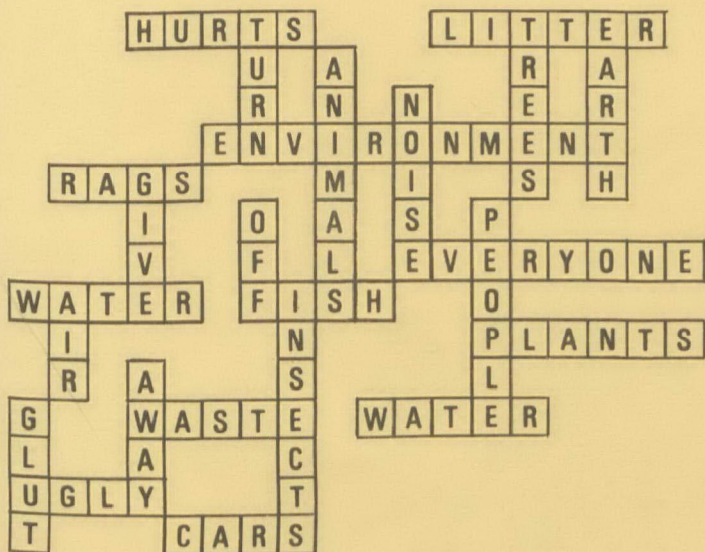 HURTS
LITTER
TURN
ANIMALS
TREES
EARTH
NOISE
ENVIRONMENT
RAGS
GIVE
OFF
PEOPLE
EVERYONE
WATER
FISH
AIR
INSECTS
PLANTS
AWAY
WASTE
WATER
GLUT
UGLY
CARS